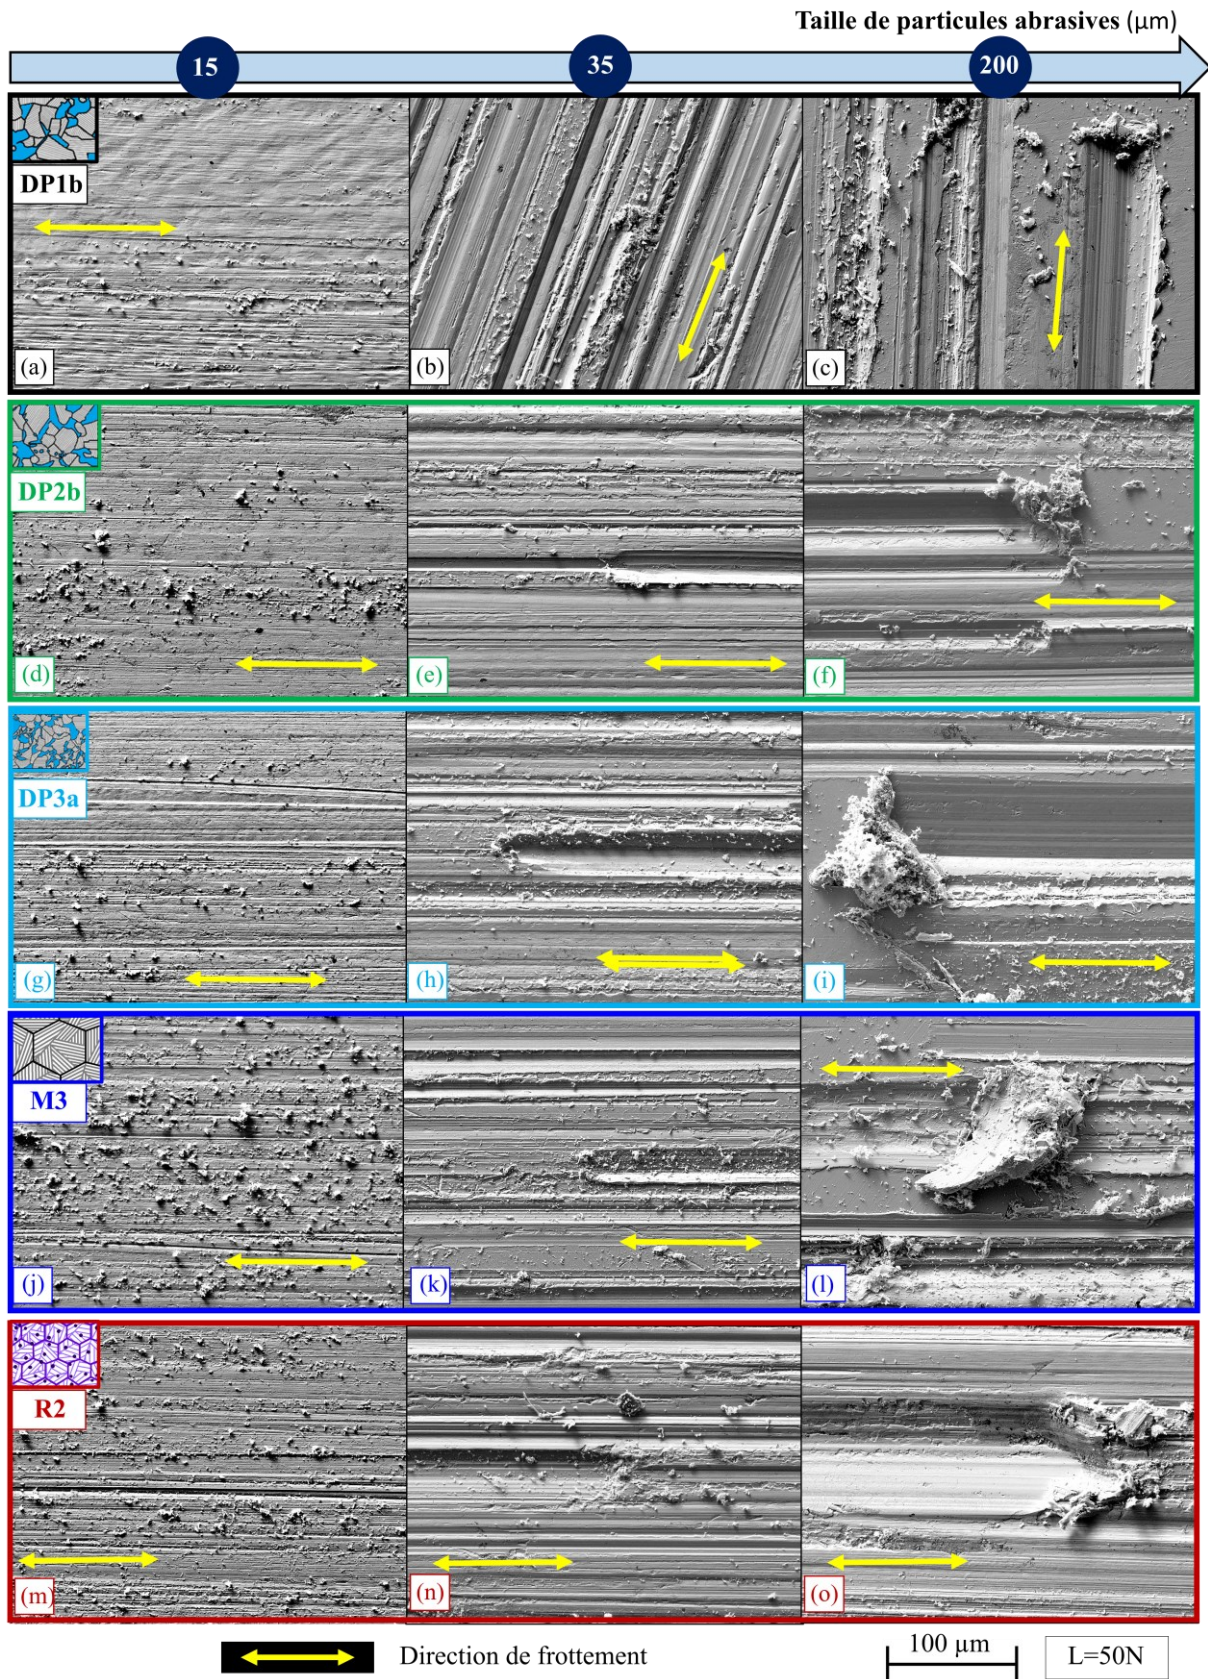 Taille de particules abrasives (µm)
15 35 200
DP1b
(a) (b) (c)
DP2b
(d) (e) (f)
DP3a
(g) (h) (i)
M3
(j) (k) (l)
R2
(m) (n) (o)
Direction de frottement
100 µm
L=50N